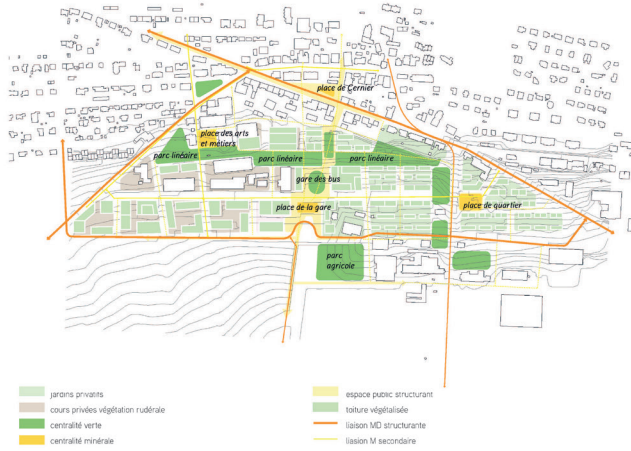 place de Cernier
place des arts
et métiers
parc linéaire
parc linéaire
parc linéaire
gare des bus
place de la gare
place de quartier
parc
agricole
jardins privatifs
cours privées végétation rudérale
centralité verte
centralité minérale
espace public structurant
toiture végétalisée
liaison MD structurante
liasion M secondaire